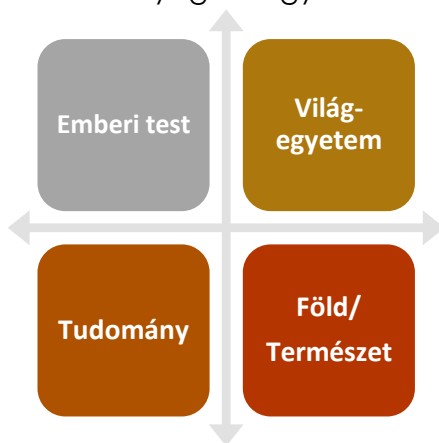 Emberi test
Világ-
egyetem
Tudomány
Föld/
Természet